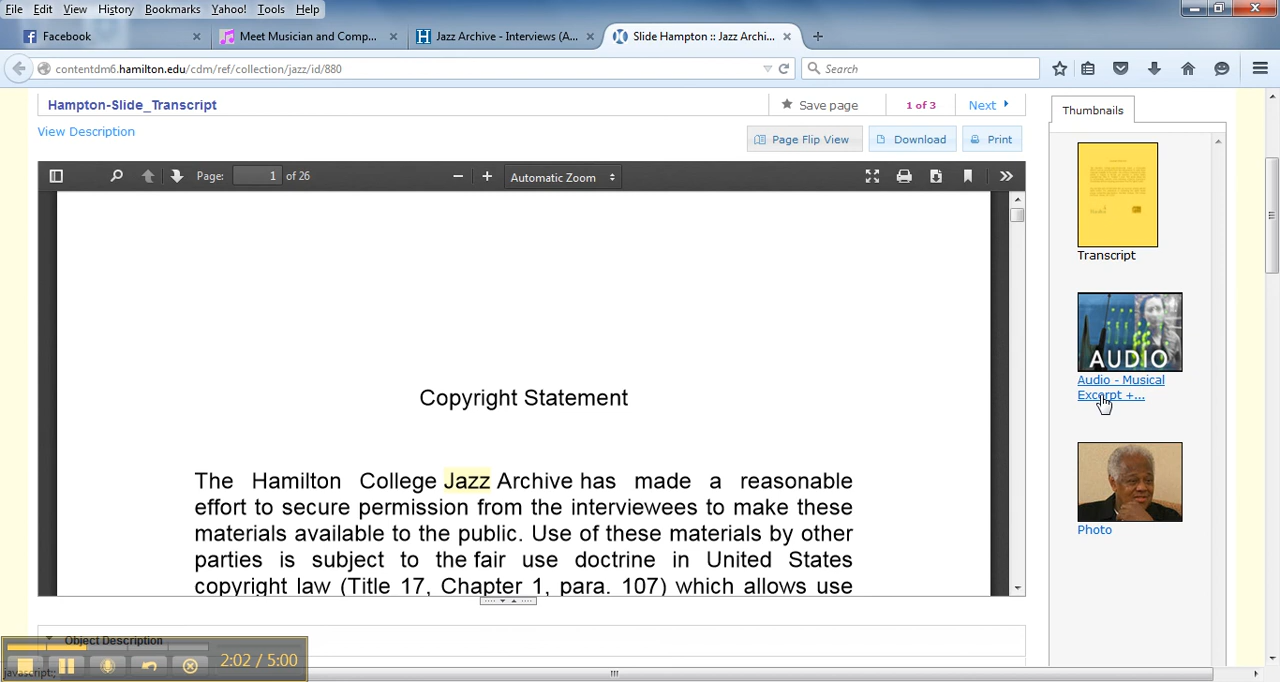 File Edit View History Bookmarks Yahoo! Tools Help
Facebook × Meet Musician and Comp... × Jazz Archive - Interviews (A... × Slide Hampton :: Jazz Archi... ×
contentdm6.hamilton.edu/cdm/ref/collection/jazz/id/880 Search
Hampton-Slide_Transcript Save page 1 of 3 Next
View Description
Page Flip View Download Print
Page: 1 of 26 Automatic Zoom
Copyright Statement
The Hamilton College Jazz Archive has made a reasonable
effort to secure permission from the interviewees to make these
materials available to the public. Use of these materials by other
parties is subject to the fair use doctrine in United States
copyright law (Title 17, Chapter 1, para. 107) which allows use
Thumbnails
Transcript
AUDIO
Audio - Musical
Excerpt +...
Photo
Object Description
2:02 / 5:00
javascript:;